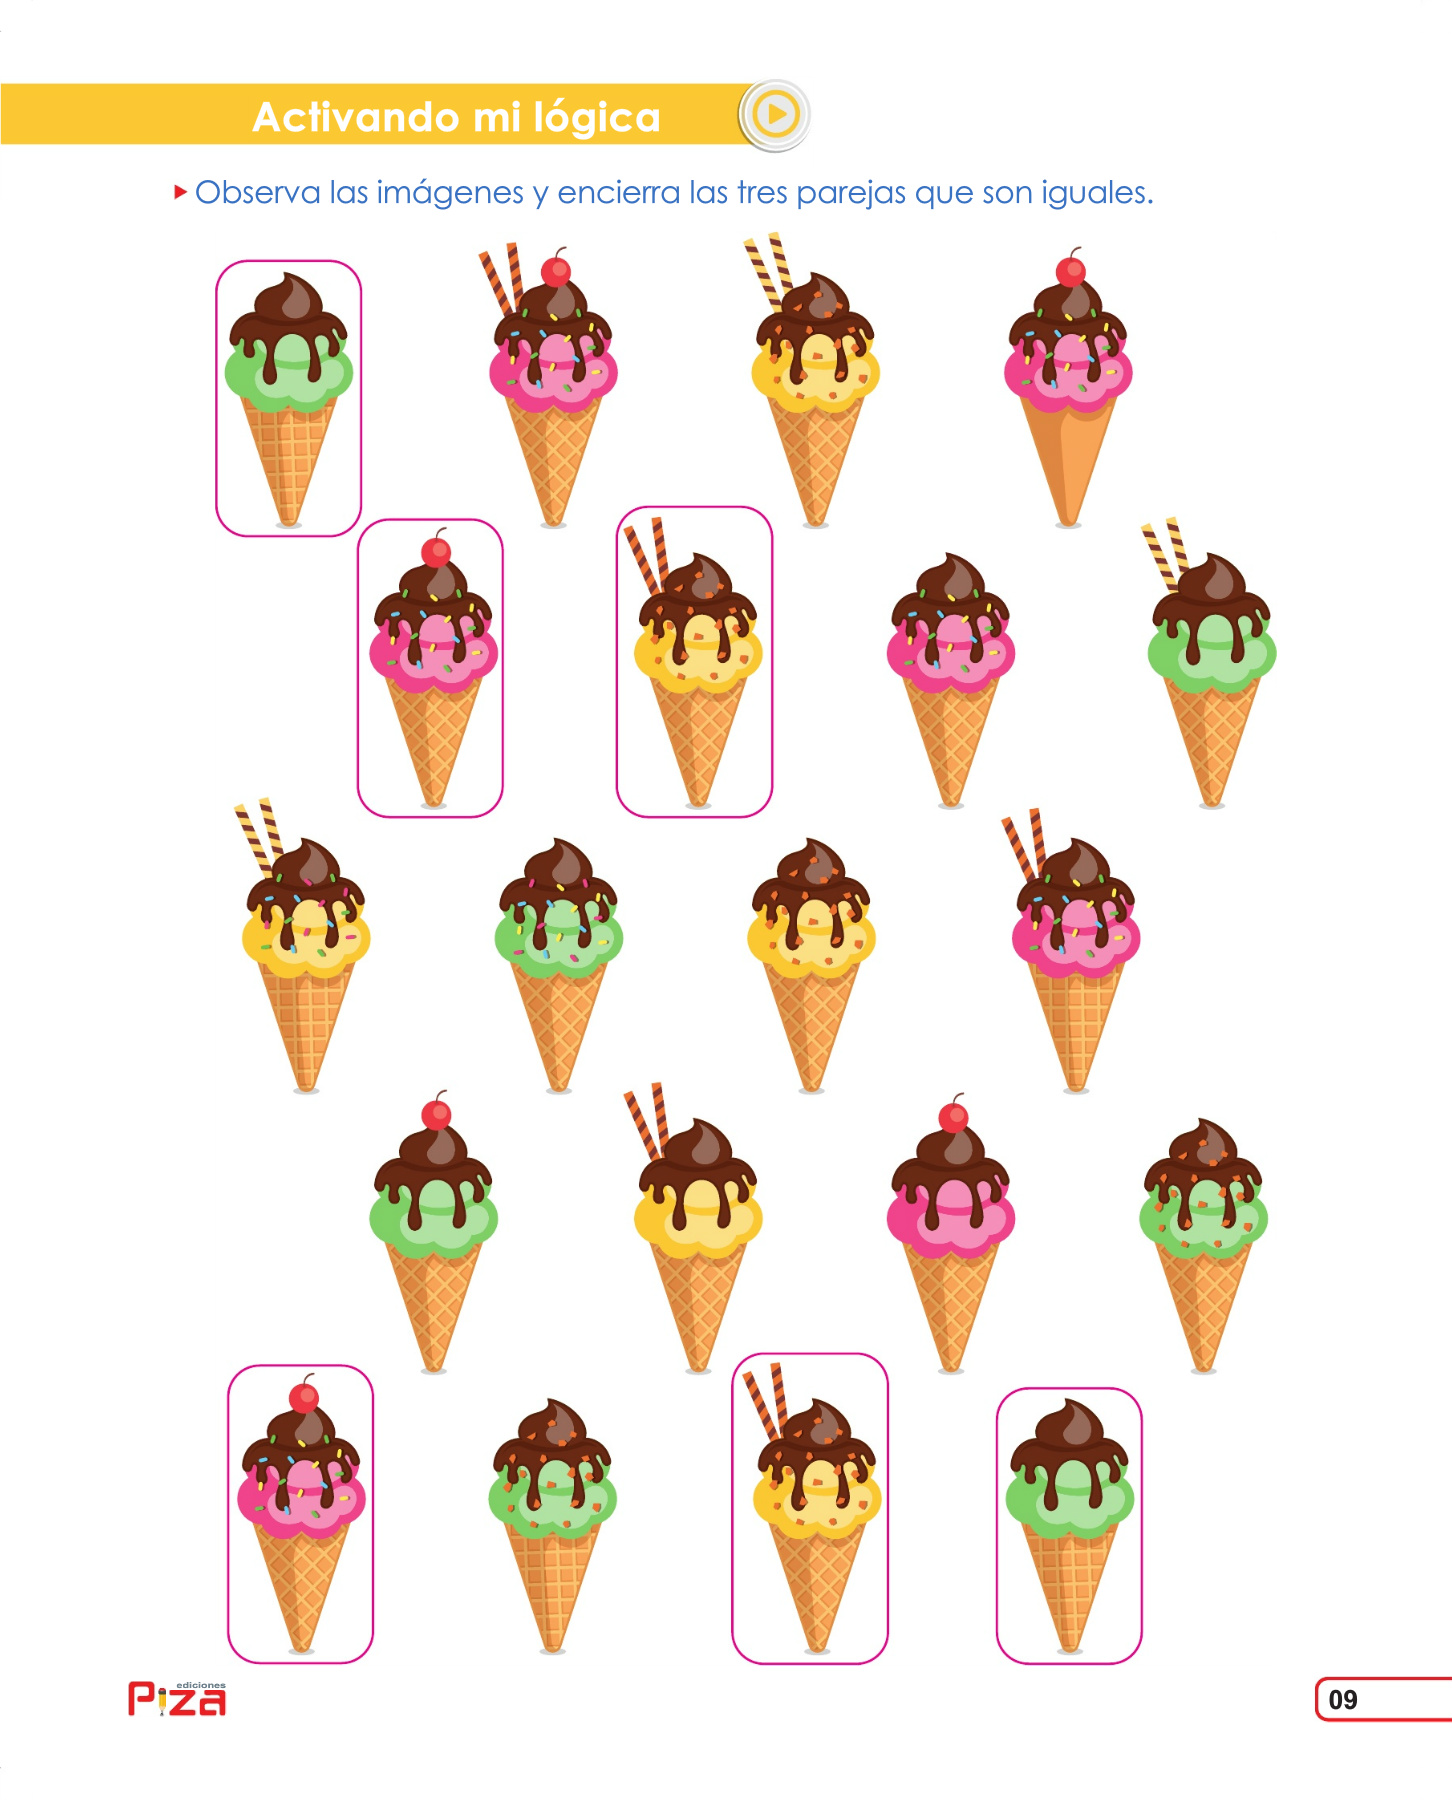 Activando mi lógica
Observa las imágenes y encierra las tres parejas que son iguales.
ediciones
Piza
09